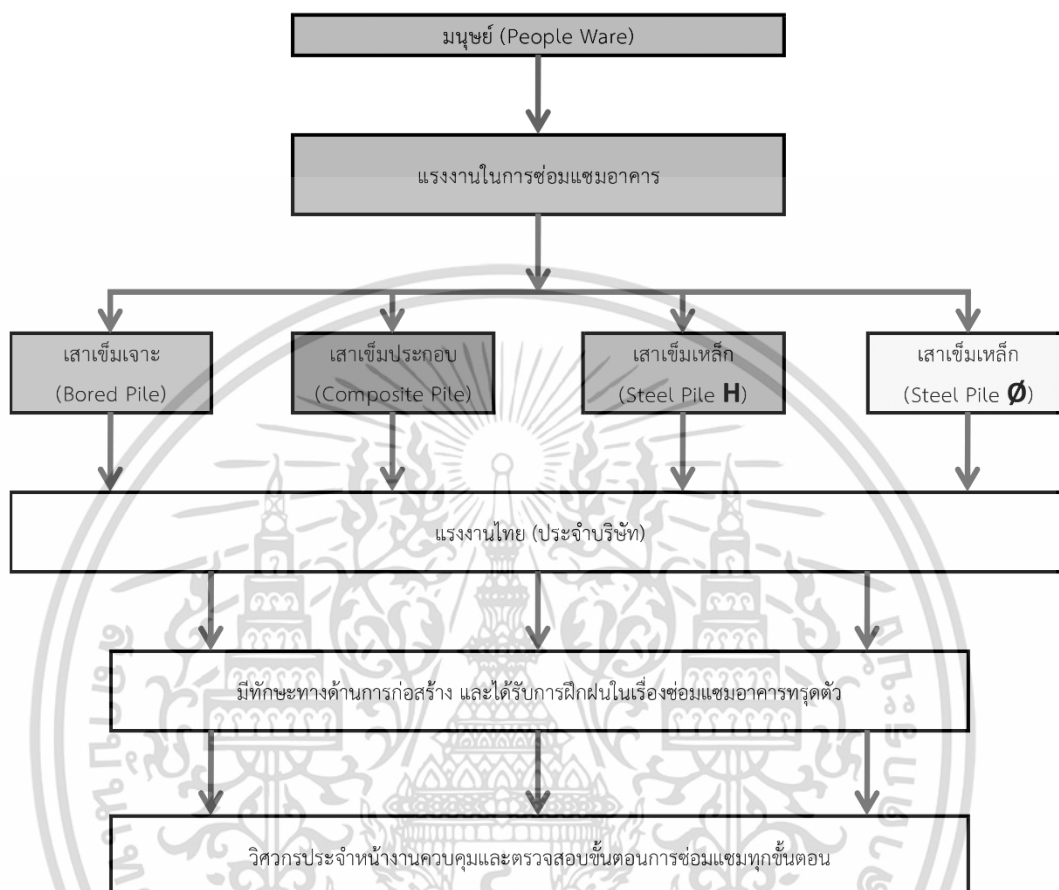 มนุษย์ (People Ware)
แรงงานในการซ่อมแซมอาคาร
เสาเข็มเจาะ
(Bored Pile)
เสาเข็มประกอบ
(Composite Pile)
เสาเข็มเหล็ก
(Steel Pile H)
เสาเข็มเหล็ก
(Steel Pile Ø)
แรงงานไทย (ประจำบริษัท)
มีทักษะทางด้านการก่อสร้าง และได้รับการฝึกฝนในเรื่องซ่อมแซมอาคารทรุดตัว
วิศวกรประจำหน้างานควบคุมและตรวจสอบขั้นตอนการซ่อมแซมทุกขั้นตอน